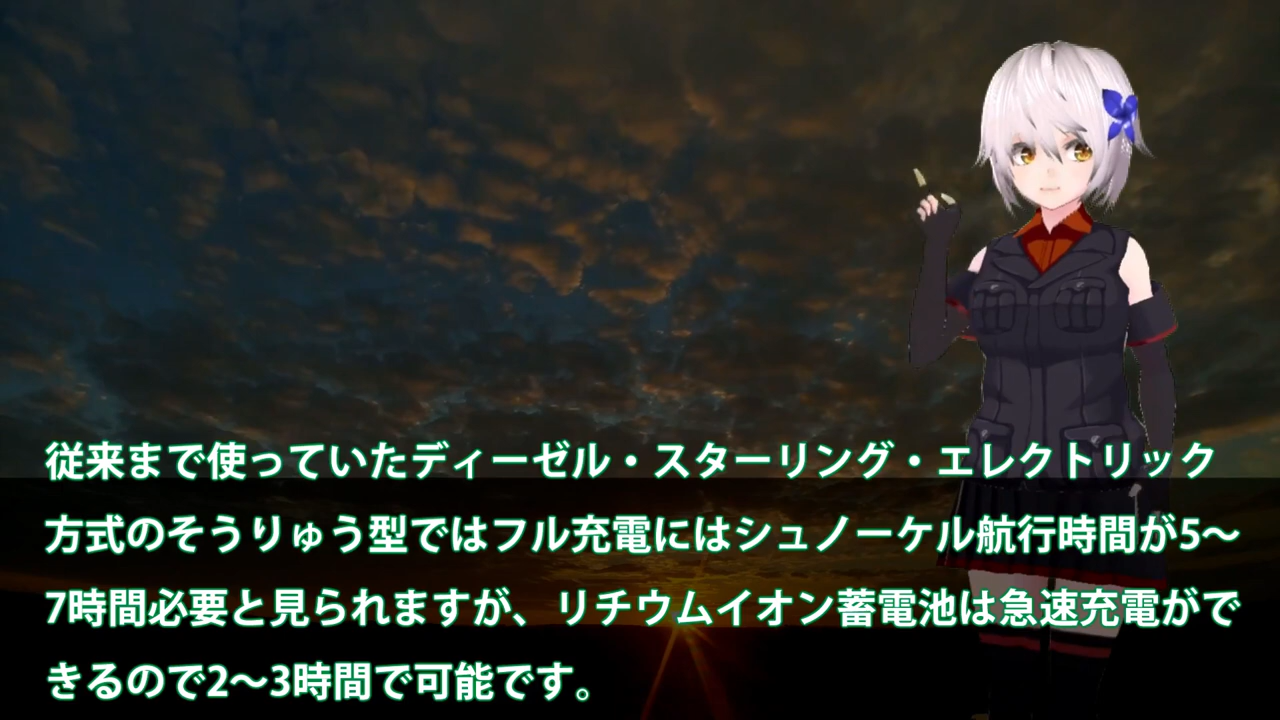 従来まで使っていたディーゼル・スターリング・エレクトリック
方式のそうりゅう型ではフル充電にはシュノーケル航行時間が5～
7時間必要と見られますが、リチウムイオン蓄電池は急速充電がで
きるので2～3時間で可能です。